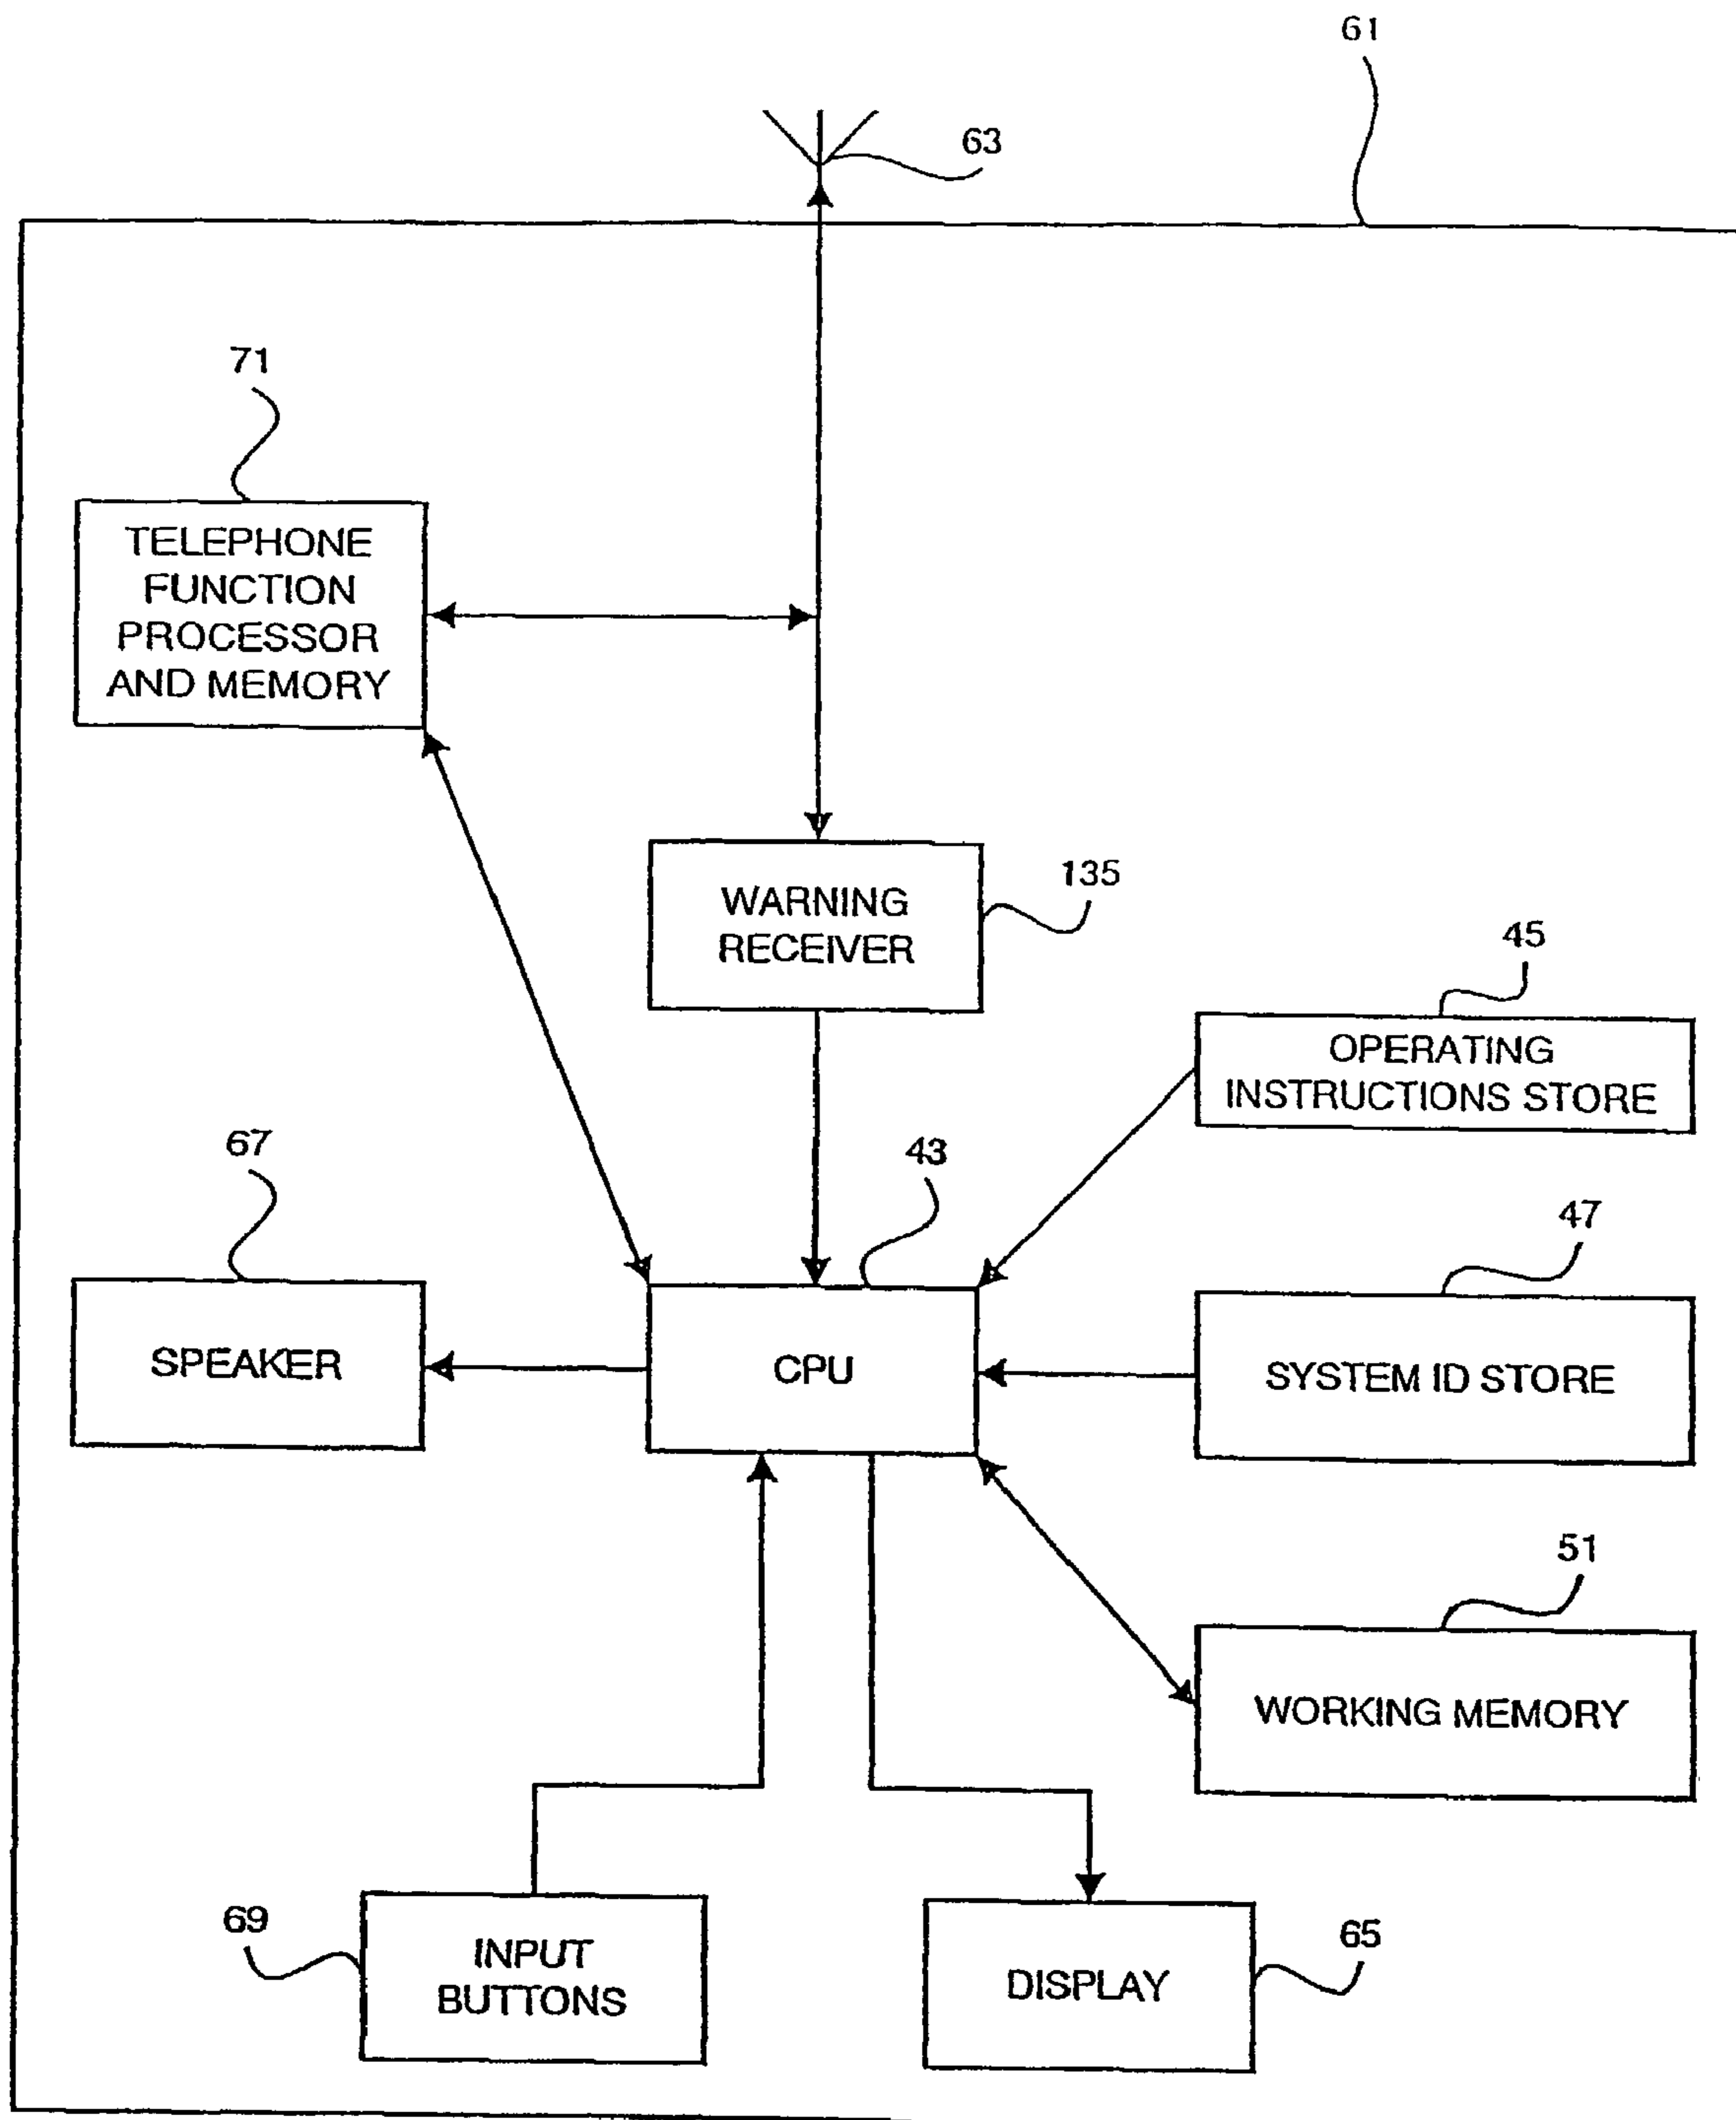 61
63
71
TELEPHONE
FUNCTION
PROCESSOR
AND MEMORY
WARNING
RECEIVER
135
45
OPERATING
INSTRUCTIONS STORE
67
43
47
SPEAKER
CPU
SYSTEM ID STORE
51
WORKING MEMORY
69
INPUT
BUTTONS
DISPLAY
65